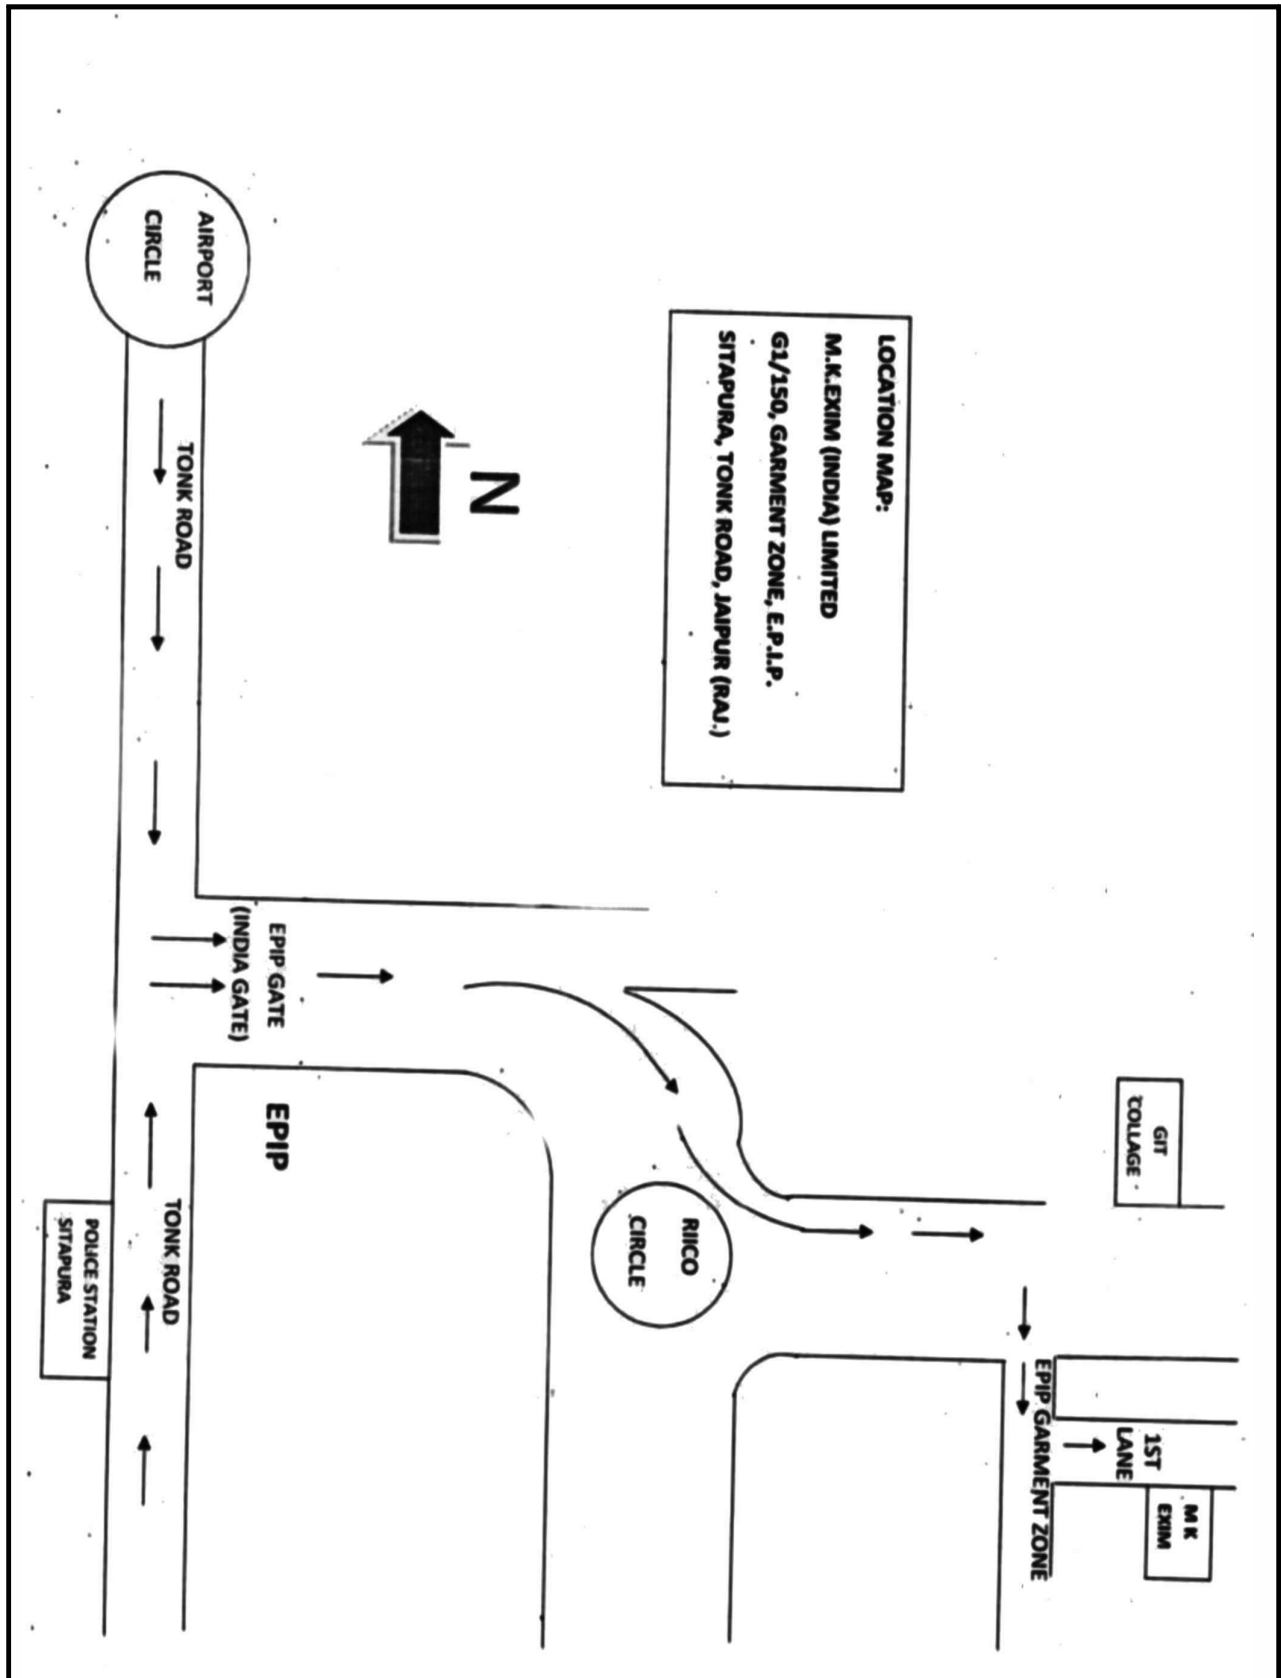 LOCATION MAP:
M.K.EXIM (INDIA) LIMITED
G1/150, GARMENT ZONE, E.P.I.P.
SITAPURA, TONK ROAD, JAIPUR (RAJ.)
N
GIT
COLLAGE
1ST
LANE
M K
EXIM
EPIP GARMENT ZONE
RIICO
CIRCLE
EPIP GATE
(INDIA GATE)
EPIP
AIRPORT
CIRCLE
TONK ROAD
TONK ROAD
POLICE STATION
SITAPURA